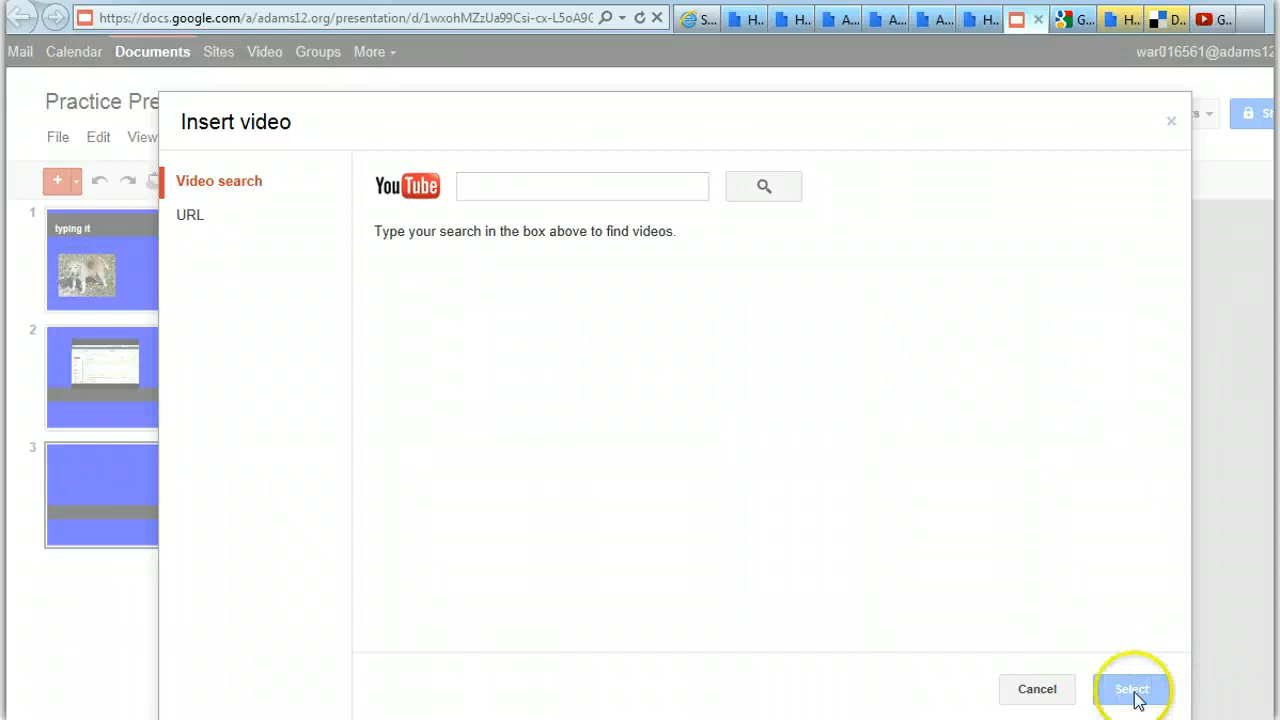 https://docs.google.com/a/adams12.org/presentation/d/1wxohMZzUa99Csi-cx-L5oA9G
S...
H...
H...
A...
A...
A...
H...
G...
H...
D...
G...
Mail Calendar Documents Sites Video Groups More
war016561@adams12
Practice Pre
File Edit View
Insert video
Video search
URL
YouTube
Type your search in the box above to find videos.
1
typing it
2
3
Cancel
Select